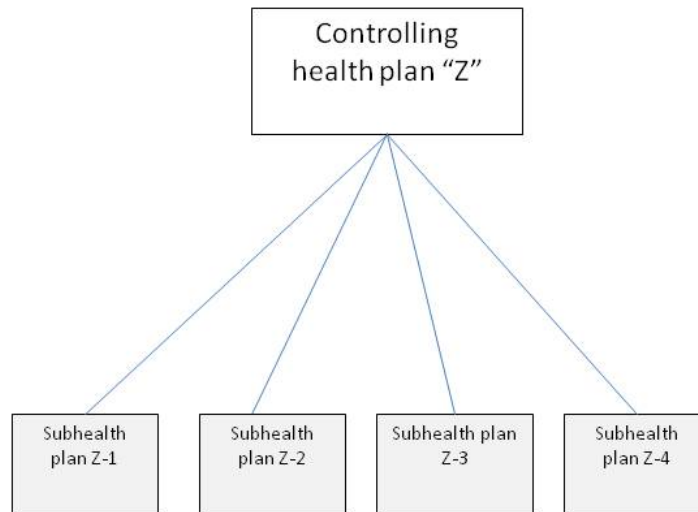 Controlling
health plan “Z”
Subhealth
plan Z-1
Subhealth
plan Z-2
Subhealth plan
Z-3
Subhealth
plan Z-4